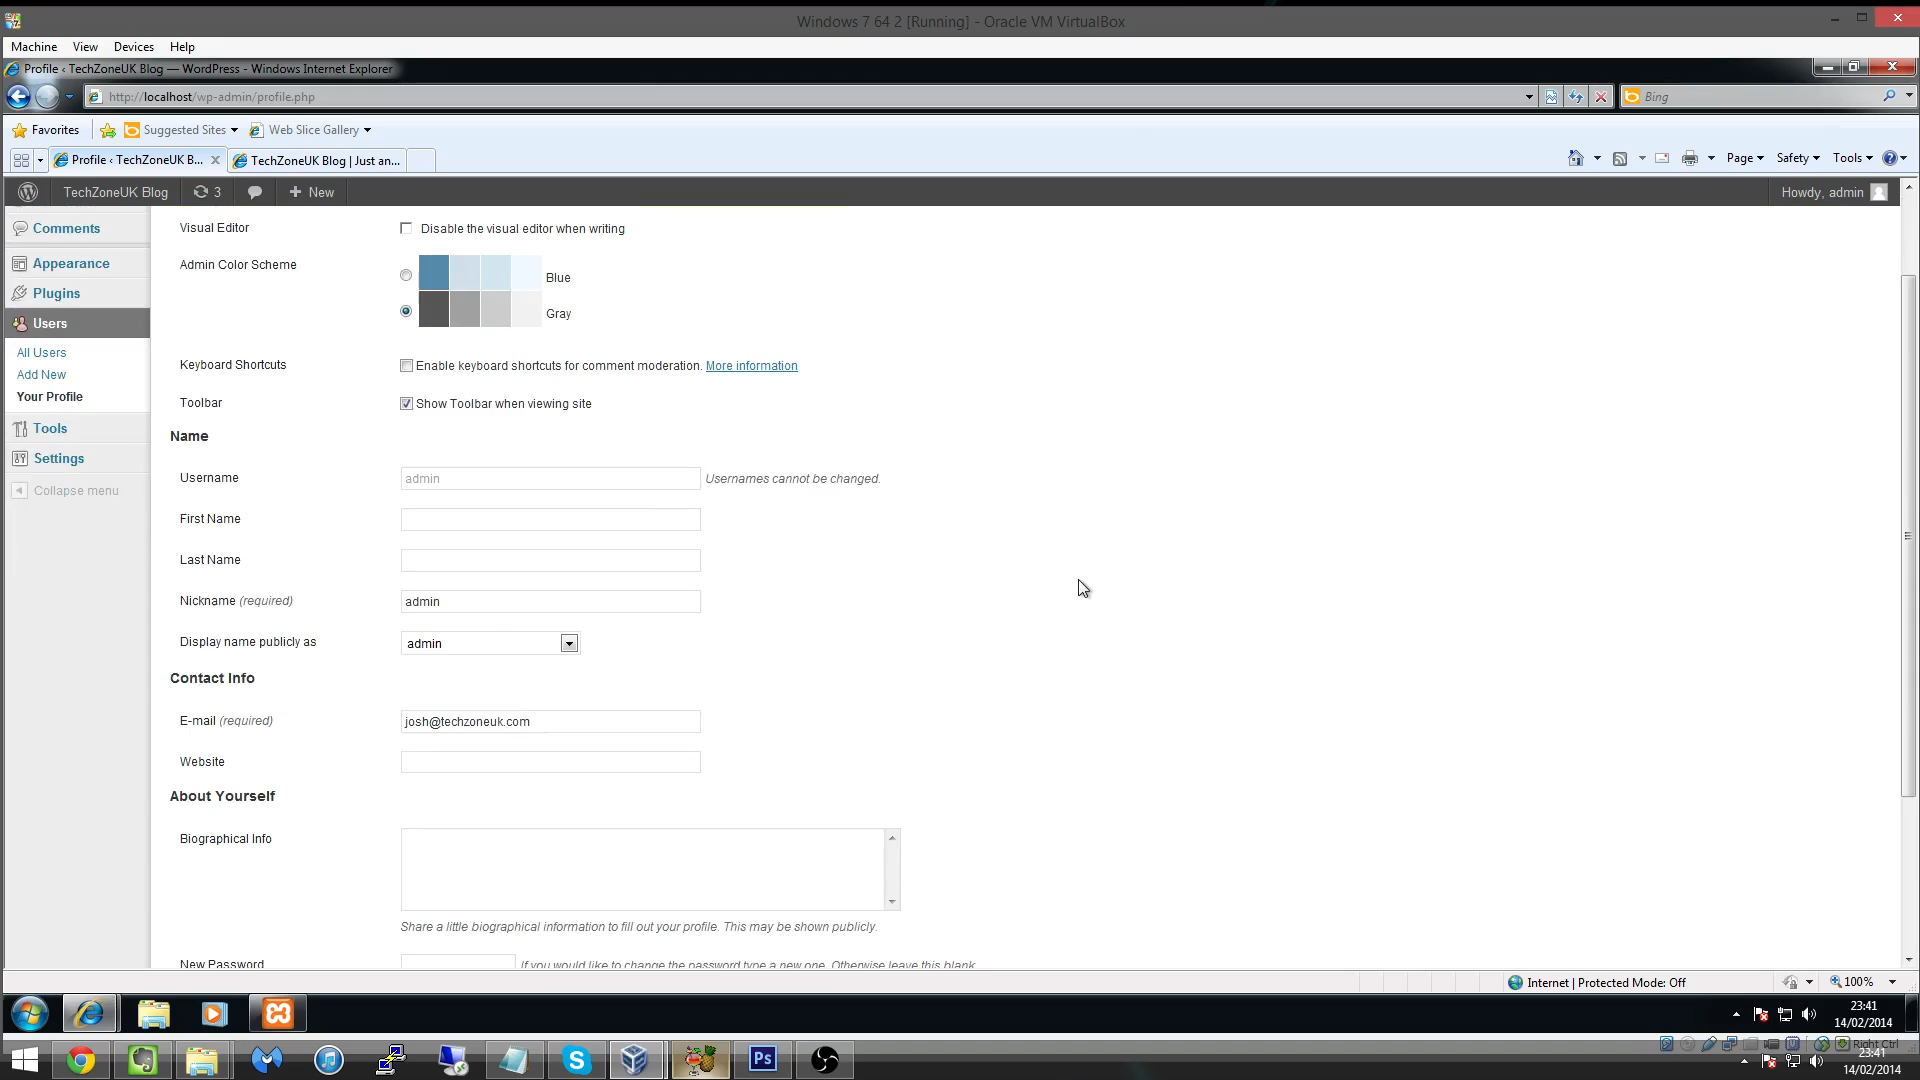 Windows 7 64 2 [Running] - Oracle VM VirtualBox
Machine View Devices Help
Profile ‹ TechZoneUK Blog — WordPress - Windows Internet Explorer
http://localhost/wp-admin/profile.php
Bing
Favorites Suggested Sites Web Slice Gallery
Profile ‹ TechZoneUK B... TechZoneUK Blog | Just an...
Page Safety Tools
TechZoneUK Blog 3 New Howdy, admin
Comments
Appearance
Plugins
Users
All Users
Add New
Your Profile
Tools
Settings
Collapse menu
Visual Editor Disable the visual editor when writing
Admin Color Scheme
Blue
Gray
Keyboard Shortcuts Enable keyboard shortcuts for comment moderation. More information
Toolbar Show Toolbar when viewing site
Name
Username admin Usernames cannot be changed.
First Name
Last Name
Nickname (required) admin
Display name publicly as admin
Contact Info
E-mail (required) josh@techzoneuk.com
Website
About Yourself
Biographical Info
Share a little biographical information to fill out your profile. This may be shown publicly.
New Password If you would like to change the password type a new one. Otherwise leave this blank.
Internet | Protected Mode: Off 100%
23:41
14/02/2014
Right Ctrl
Ps
23:41
14/02/2014